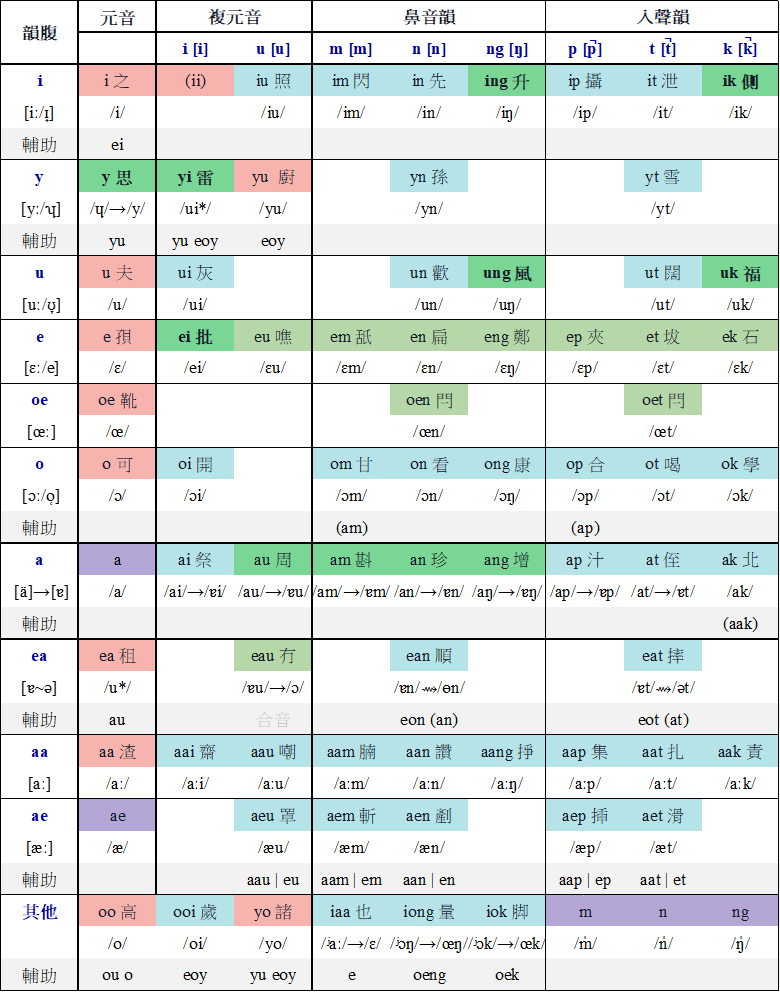 韻腹 元音 複元音 鼻音韻 入聲韻
i [i] u [u] m [m] n [n] ng [ŋ] p [p̚] t [t̚] k [k̚]
i i 之 (ii) iu 照 im 閃 in 先 ing 升 ip 攝 it 泄 ik 側
[iː/ɪ̞] /i/ /iu/ /im/ /in/ /iŋ/ /ip/ /it/ /ik/
輔助 ei
y y 思 yi 雷 yu 廚 yn 孫 yt 雪
[yː/ʮ] /ʮ/→/y/ /ui*/ /yu/ /yn/ /yt/
輔助 yu yu eoy eoy
u u 夫 ui 灰 un 歡 ung 風 ut 闊 uk 福
[uː/ʊ̞] /u/ /ui/ /un/ /uŋ/ /ut/ /uk/
e e 孭 ei 批 eu 噍 em 舐 en 扁 eng 鄭 ep 夾 et 坺 ek 石
[ɛː/e] /ɛ/ /ei/ /ɛu/ /ɛm/ /ɛn/ /ɛŋ/ /ɛp/ /ɛt/ /ɛk/
oe oe 靴 oen 閂 oet 閂
[œː] /œ/ /œn/ /œt/
o o 可 oi 開 om 甘 on 看 ong 康 op 合 ot 喝 ok 學
[ɔː/o̞] /ɔ/ /ɔi/ /ɔm/ /ɔn/ /ɔŋ/ /ɔp/ /ɔt/ /ɔk/
輔助 (am) (ap)
a a ai 祭 au 周 am 斟 an 珍 ang 增 ap 汁 at 侄 ak 北
[ä]→[ɐ] /a/ /ai/→/ɐi/ /au/→/ɐu/ /am/→/ɐm/ /an/→/ɐn/ /aŋ/→/ɐŋ/ /ap/→/ɐp/ /at/→/ɐt/ /ak/
輔助 (aak)
ea ea 租 eau 冇 ean 順 eat 摔
[ɐ~ə] /u*/ /ɐu/→/ɔ/ /ɐn/⇝/ɵn/ /ɐt/⇝/ət/
輔助 au 合音 eon (an) eot (at)
aa aa 渣 aai 齋 aau 嘲 aam 腩 aan 讚 aang 掙 aap 集 aat 扎 aak 責
[aː] /aː/ /aːi/ /aːu/ /aːm/ /aːn/ /aːŋ/ /aːp/ /aːt/ /aːk/
ae ae aeu 罩 aem 斬 aen 剷 aep 插 aet 滑
[æː] /æ/ /æu/ /æm/ /æn/ /æp/ /æt/
輔助 aau | eu aam | em aan | en aap | ep aat | et
其他 oo 高 ooi 歲 yo 諸 iaa 也 iong 量 iok 脚 m n ng
/o/ /oi/ /yo/ /ʲaː/→/ɛ/ /ʲɔŋ/→/œŋ/ /ʲɔk/→/œk/ /m̍/ /n̍/ /ŋ̍/
輔助 ou o eoy yu eoy e oeng oek